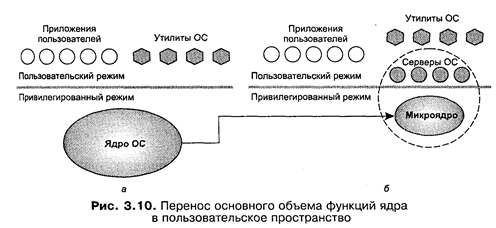 Приложения
пользователей
Утилиты ОС
Пользовательский режим
Привилегированный режим
Ядро ОС
а
Утилиты ОС
Приложения
пользователей
Серверы ОС
Пользовательский режим
Привилегированный режим
Микроядро
б
Рис. 3.10. Перенос основного объема функций ядра
в пользовательское пространство